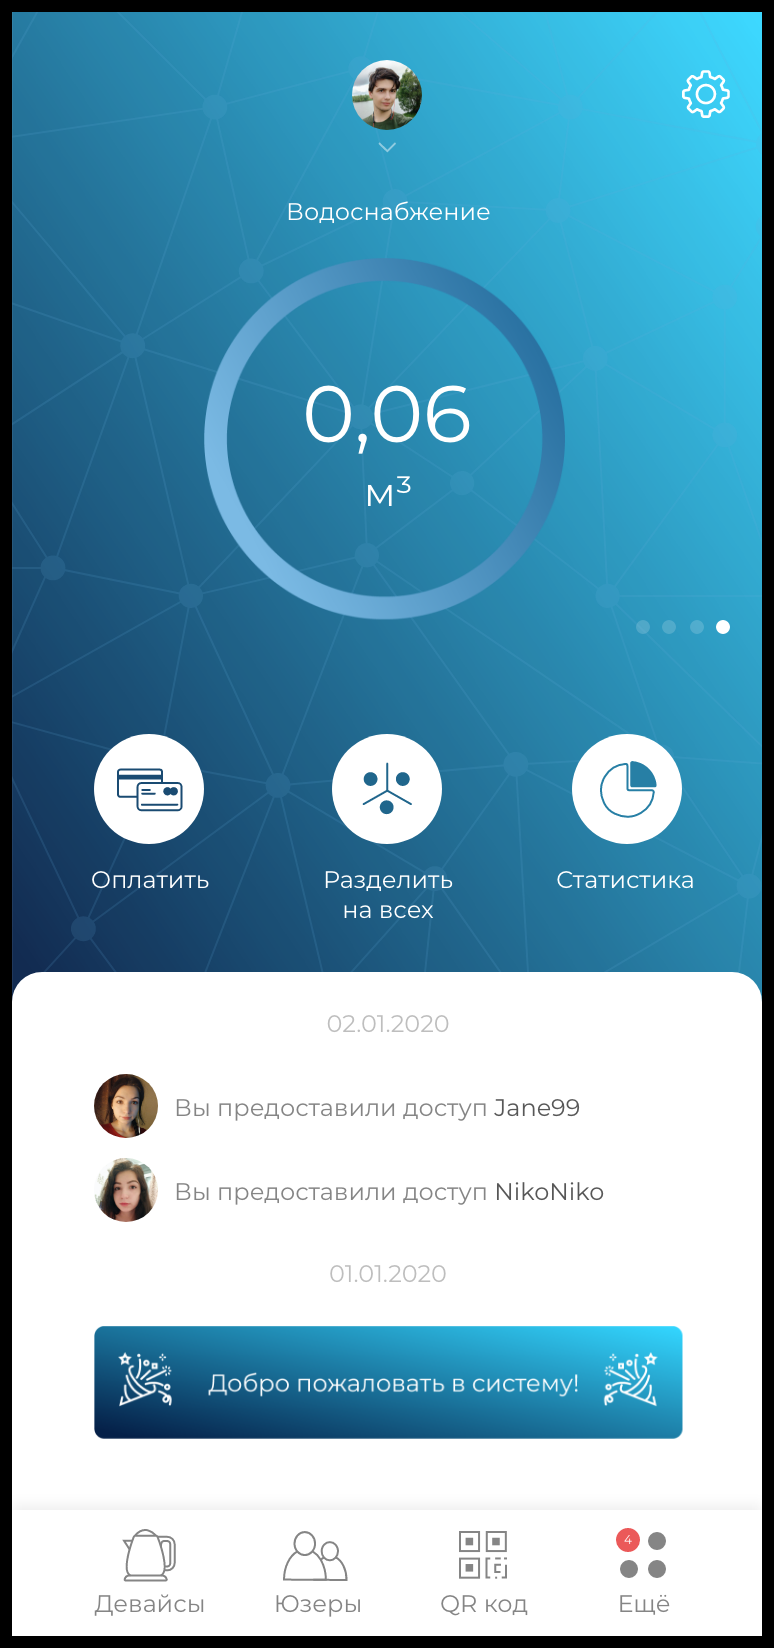 Водоснабжение
0,06
м³
Оплатить
Разделить
на всех
Статистика
02.01.2020
Вы предоставили доступ Jane99
Вы предоставили доступ NikoNiko
01.01.2020
Добро пожаловать в систему!
4
Девайсы
Юзеры
QR код
Ещё